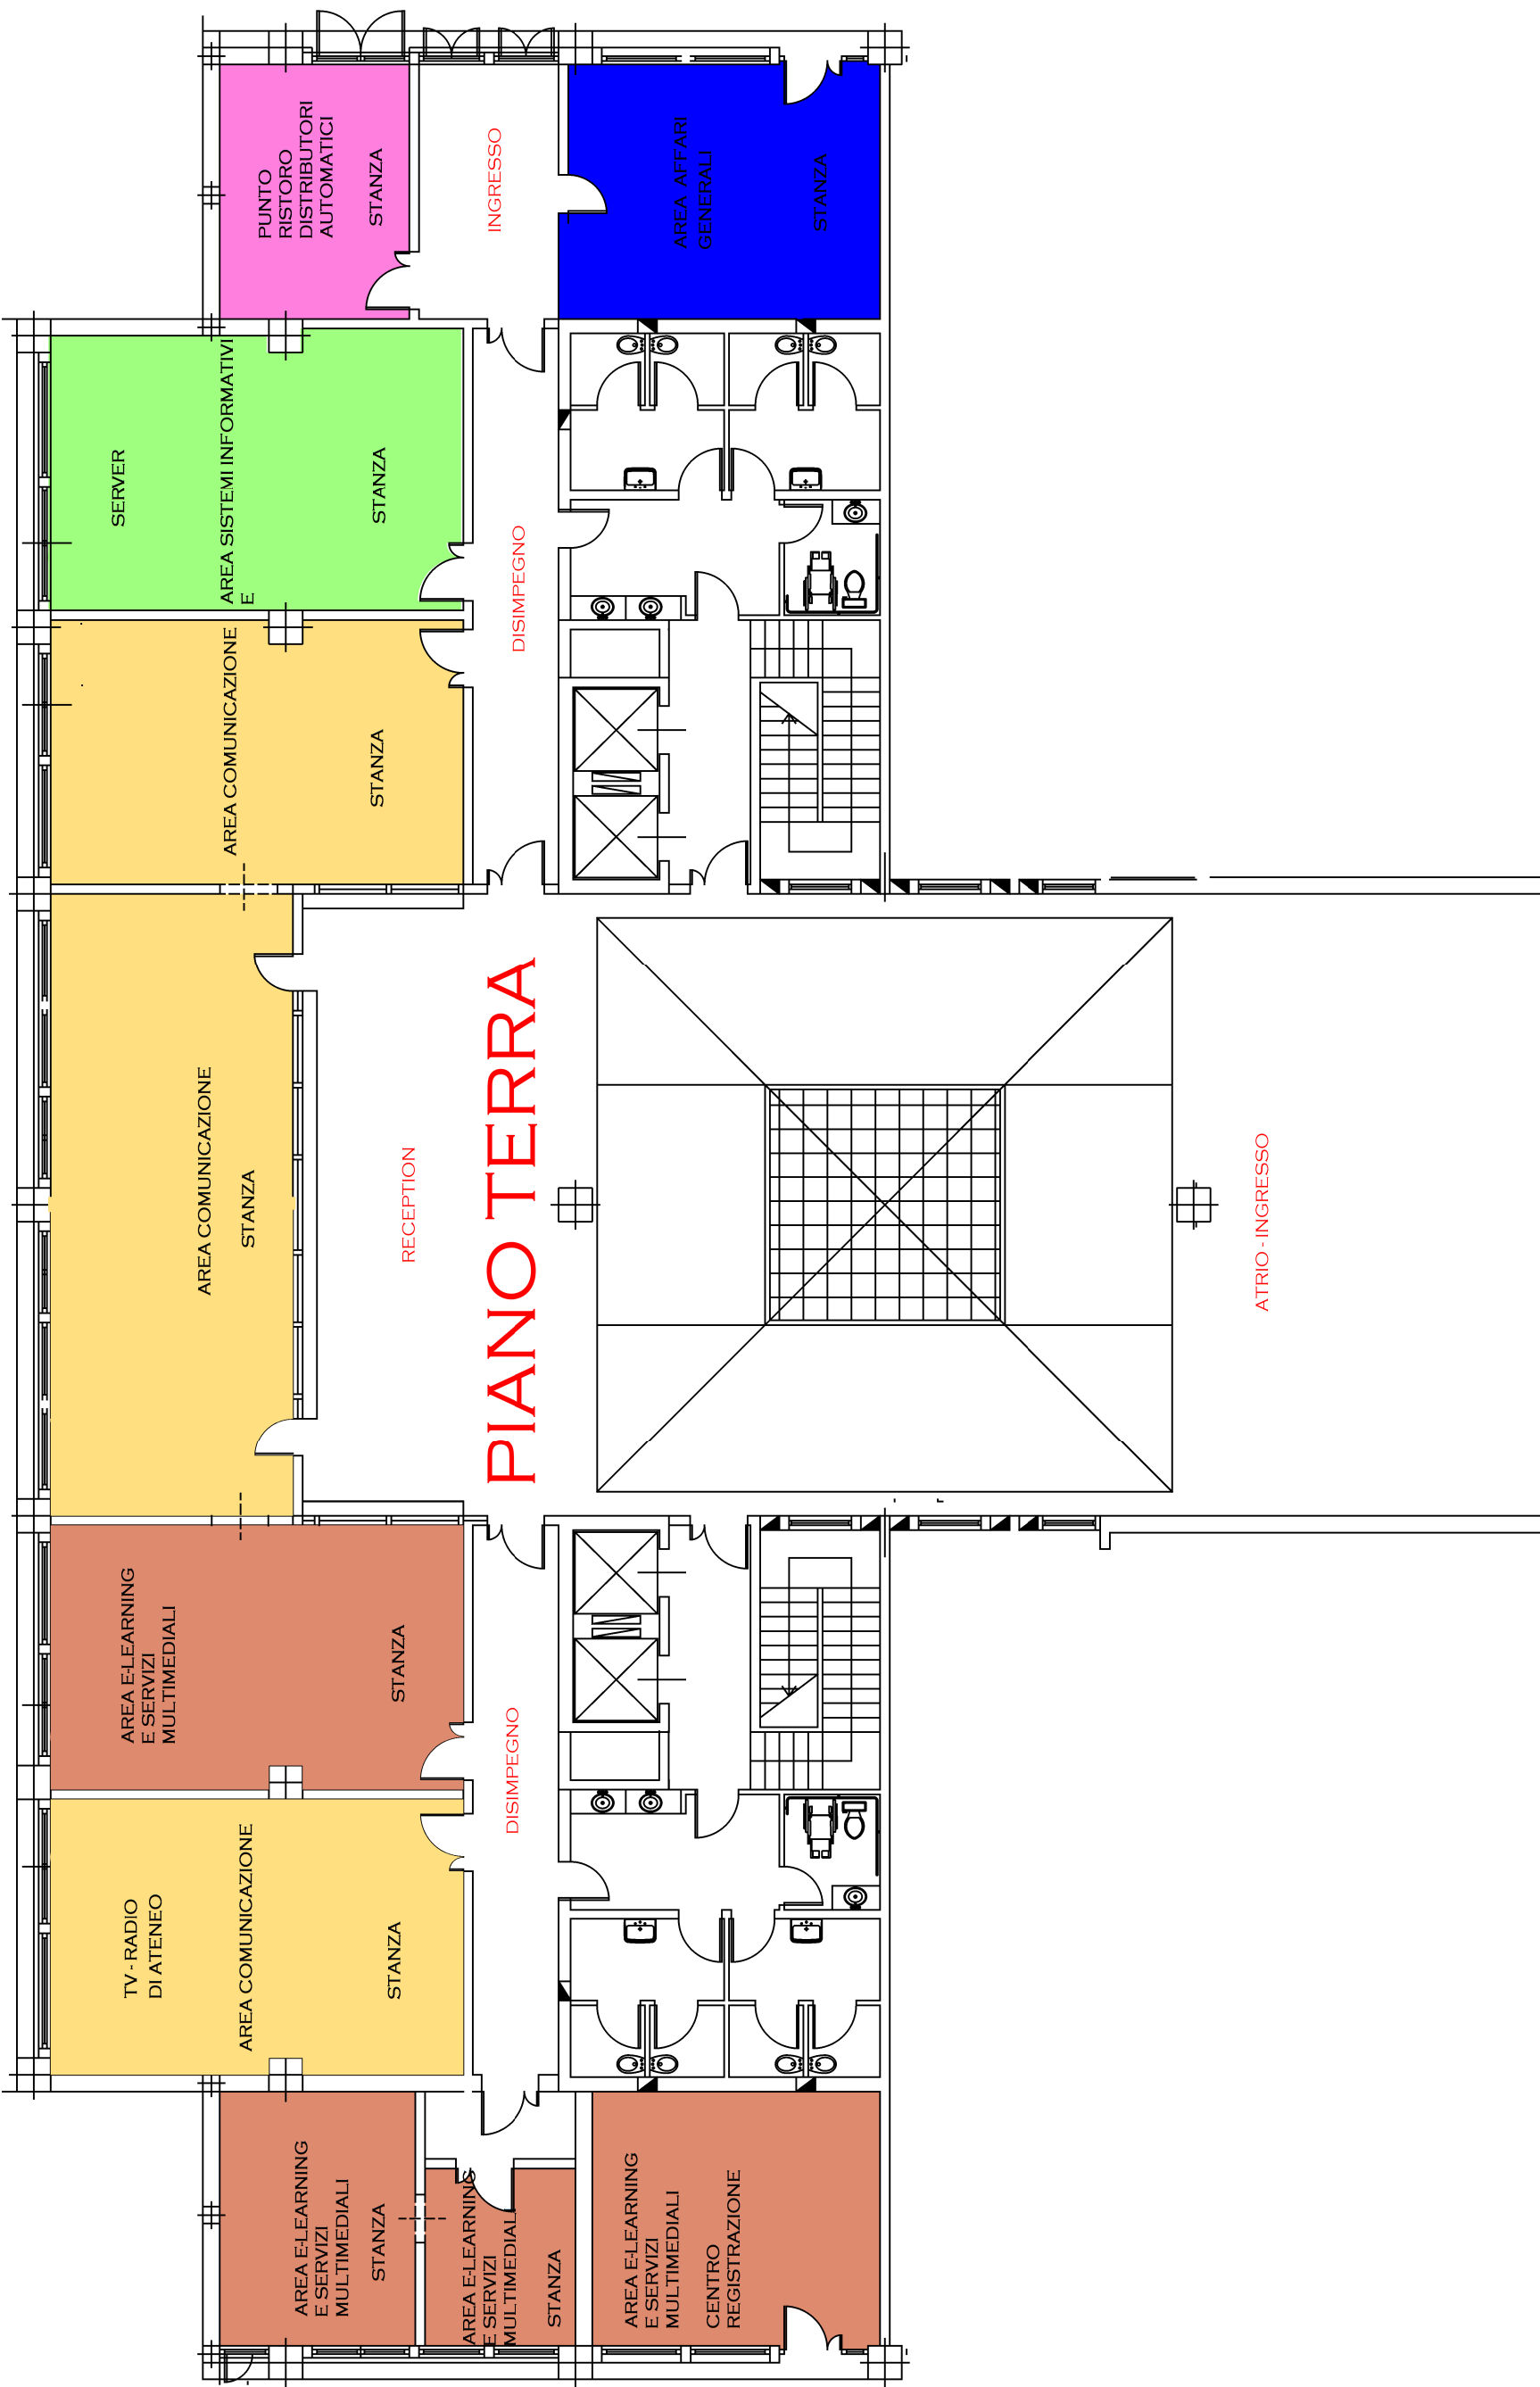 PUNTO
RISTORO
DISTRIBUTORI
AUTOMATICI
STANZA
INGRESSO
AREA AFFARI
GENERALI
STANZA
SERVER
AREA SISTEMI INFORMATIVI
E
STANZA
DISIMPEGNO
AREA COMUNICAZIONE
STANZA
AREA COMUNICAZIONE
STANZA
RECEPTION
PIANO TERRA
ATRIO - INGRESSO
AREA E-LEARNING
E SERVIZI
MULTIMEDIALI
STANZA
DISIMPEGNO
TV - RADIO
DI ATENEO
AREA COMUNICAZIONE
STANZA
AREA E-LEARNING
E SERVIZI
MULTIMEDIALI
STANZA
AREA E-LEARNING
E SERVIZI
MULTIMEDIALI
STANZA
AREA E-LEARNING
E SERVIZI
MULTIMEDIALI
CENTRO
REGISTRAZIONE